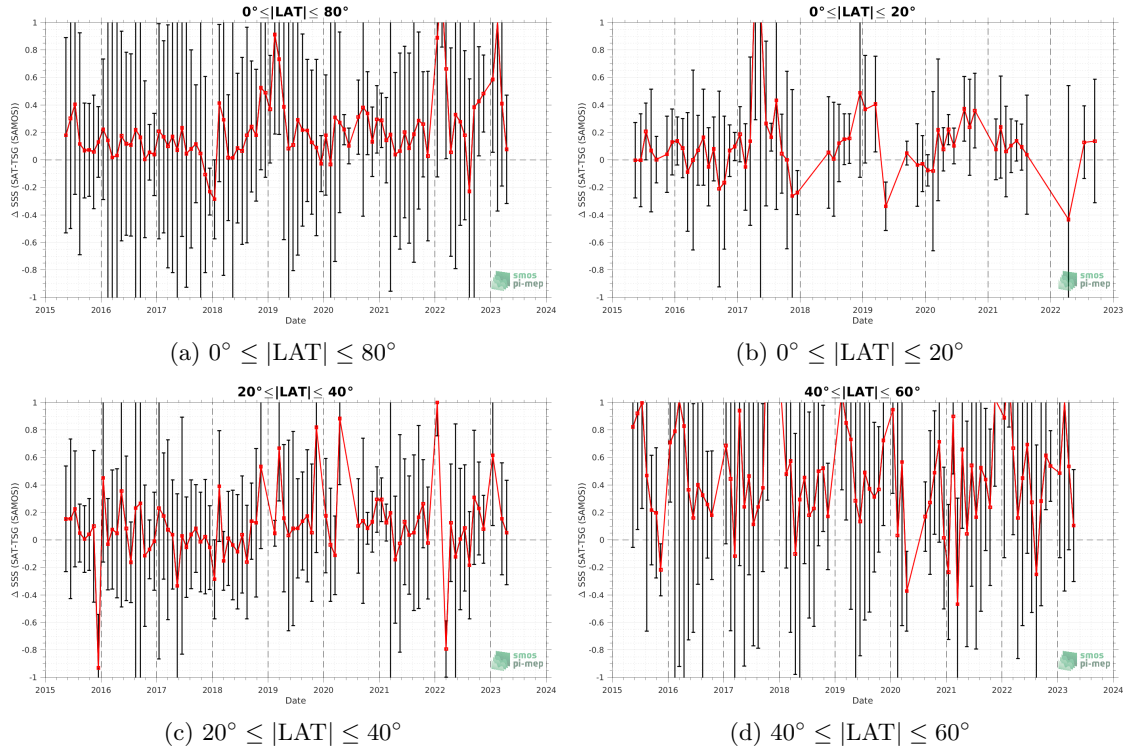 0°≤|LAT|≤ 80°
Δ SSS (SAT-TSG (SAMOS))
1
0.8
0.6
0.4
0.2
0
-0.2
-0.4
-0.6
-0.8
-1
2015 2016 2017 2018 2019 2020 2021 2022 2023 2024
Date
smos
pi-mep
(a) 0° ≤ |LAT| ≤ 80°
0°≤|LAT|≤ 20°
Δ SSS (SAT-TSG (SAMOS))
1
0.8
0.6
0.4
0.2
0
-0.2
-0.4
-0.6
-0.8
-1
2015 2016 2017 2018 2019 2020 2021 2022 2023
Date
smos
pi-mep
(b) 0° ≤ |LAT| ≤ 20°
20°≤|LAT|≤ 40°
Δ SSS (SAT-TSG (SAMOS))
1
0.8
0.6
0.4
0.2
0
-0.2
-0.4
-0.6
-0.8
-1
2015 2016 2017 2018 2019 2020 2021 2022 2023 2024
Date
smos
pi-mep
(c) 20° ≤ |LAT| ≤ 40°
40°≤|LAT|≤ 60°
Δ SSS (SAT-TSG (SAMOS))
1
0.8
0.6
0.4
0.2
0
-0.2
-0.4
-0.6
-0.8
-1
2015 2016 2017 2018 2019 2020 2021 2022 2023 2024
Date
smos
pi-mep
(d) 40° ≤ |LAT| ≤ 60°